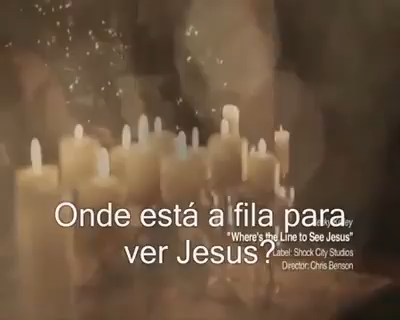 Onde está a fila para
ver Jesus?
"Where's the Line to See Jesus"
Label: Shock City Studios
Director: Chris Benson